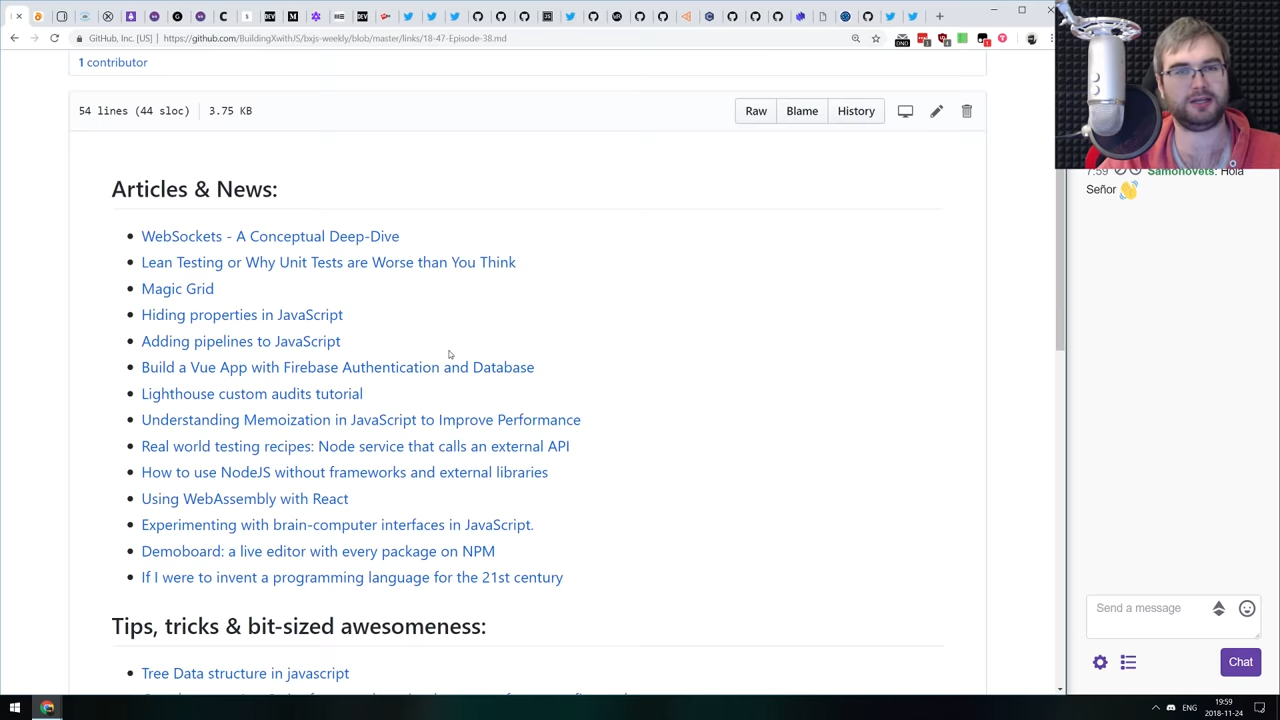 GitHub, Inc. [US] | https://github.com/BuildingXwithJS/bxjs-weekly/blob/master/links/18-47-Episode-38.md
1 contributor
54 lines (44 sloc) 3.75 KB
Raw Blame History
Articles & News:
WebSockets - A Conceptual Deep-Dive
Lean Testing or Why Unit Tests are Worse than You Think
Magic Grid
Hiding properties in JavaScript
Adding pipelines to JavaScript
Build a Vue App with Firebase Authentication and Database
Lighthouse custom audits tutorial
Understanding Memoization in JavaScript to Improve Performance
Real world testing recipes: Node service that calls an external API
How to use NodeJS without frameworks and external libraries
Using WebAssembly with React
Experimenting with brain-computer interfaces in JavaScript.
Demoboard: a live editor with every package on NPM
If I were to invent a programming language for the 21st century
Tips, tricks & bit-sized awesomeness:
Tree Data structure in javascript
7:59 Samonovets: Hola
Señor
Send a message
Chat
ENG
19:59
2018-11-24